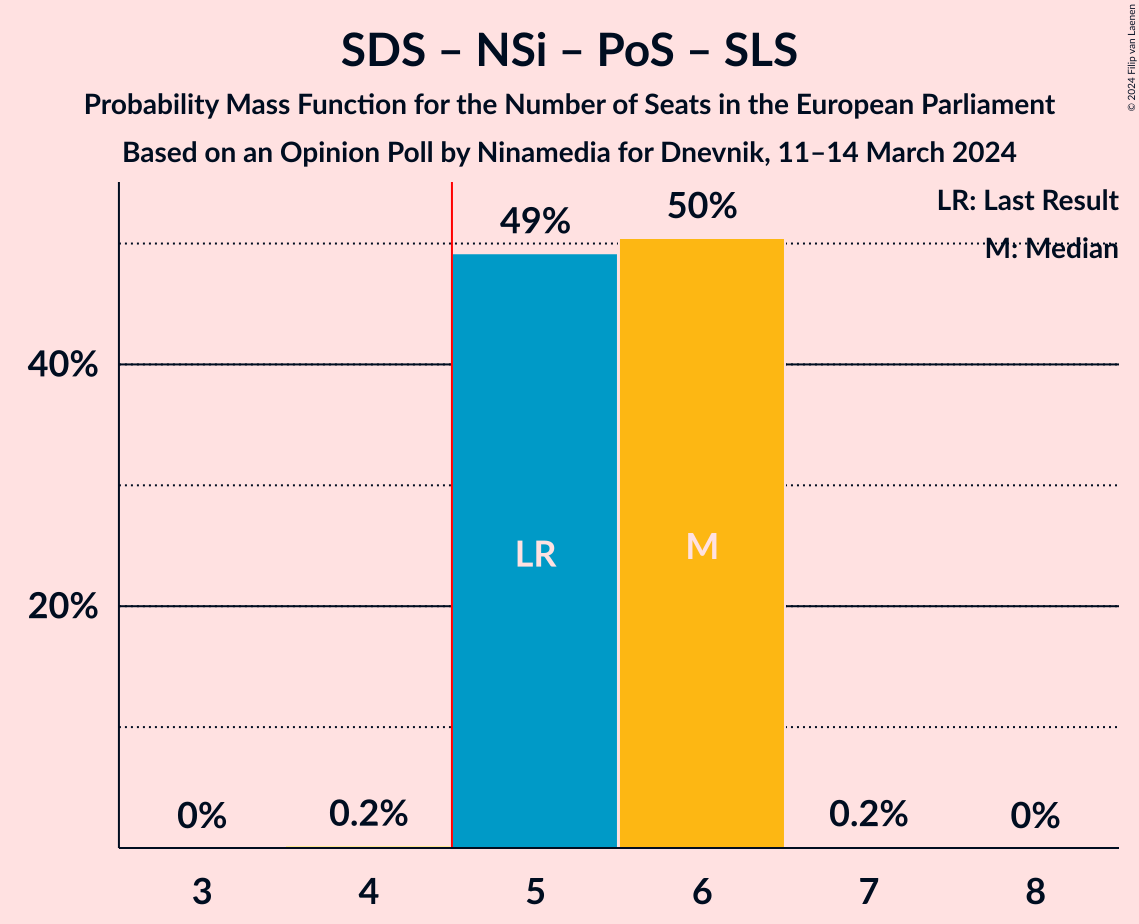 SDS – NSi – PoS – SLS
Probability Mass Function for the Number of Seats in the European Parliament
Based on an Opinion Poll by Ninamedia for Dnevnik, 11–14 March 2024
© 2024 Filip van Laenen
LR: Last Result
M: Median
49%
50%
40%
20%
LR
M
0%
0.2%
0.2%
0%
3
4
5
6
7
8